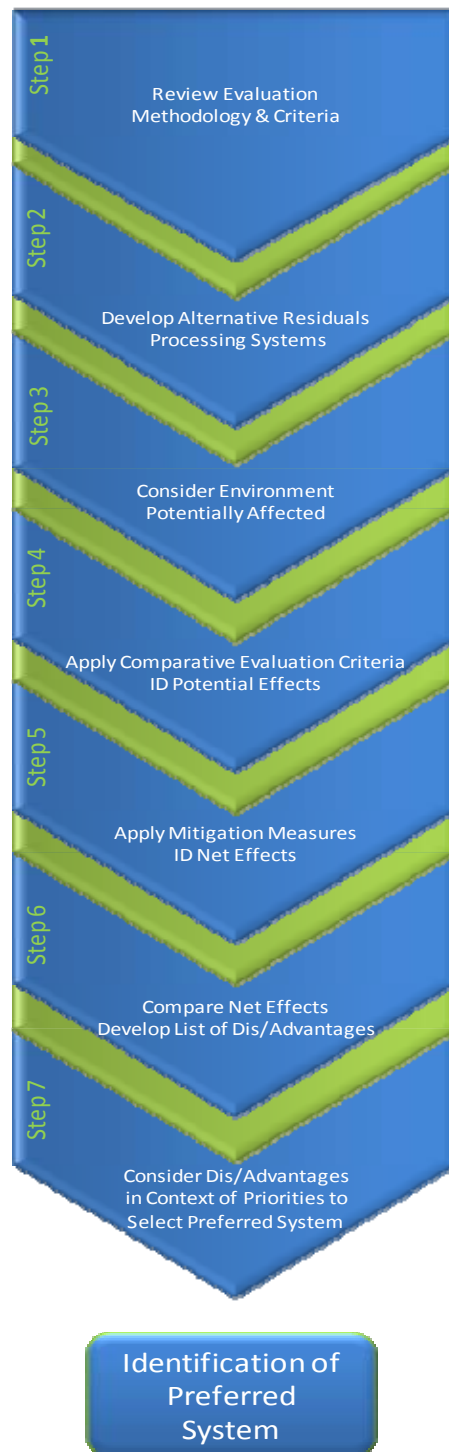 Step 1
Review Evaluation
Methodology & Criteria
Step 2
Develop Alternative Residuals
Processing Systems
Step 3
Consider Environment
Potentially Affected
Step 4
Apply Comparative Evaluation Criteria
ID Potential Effects
Step 5
Apply Mitigation Measures
ID Net Effects
Step 6
Compare Net Effects
Develop List of Dis/Advantages
Step 7
Consider Dis/Advantages
in Context of Priorities to
Select Preferred System
Identification of
Preferred
System